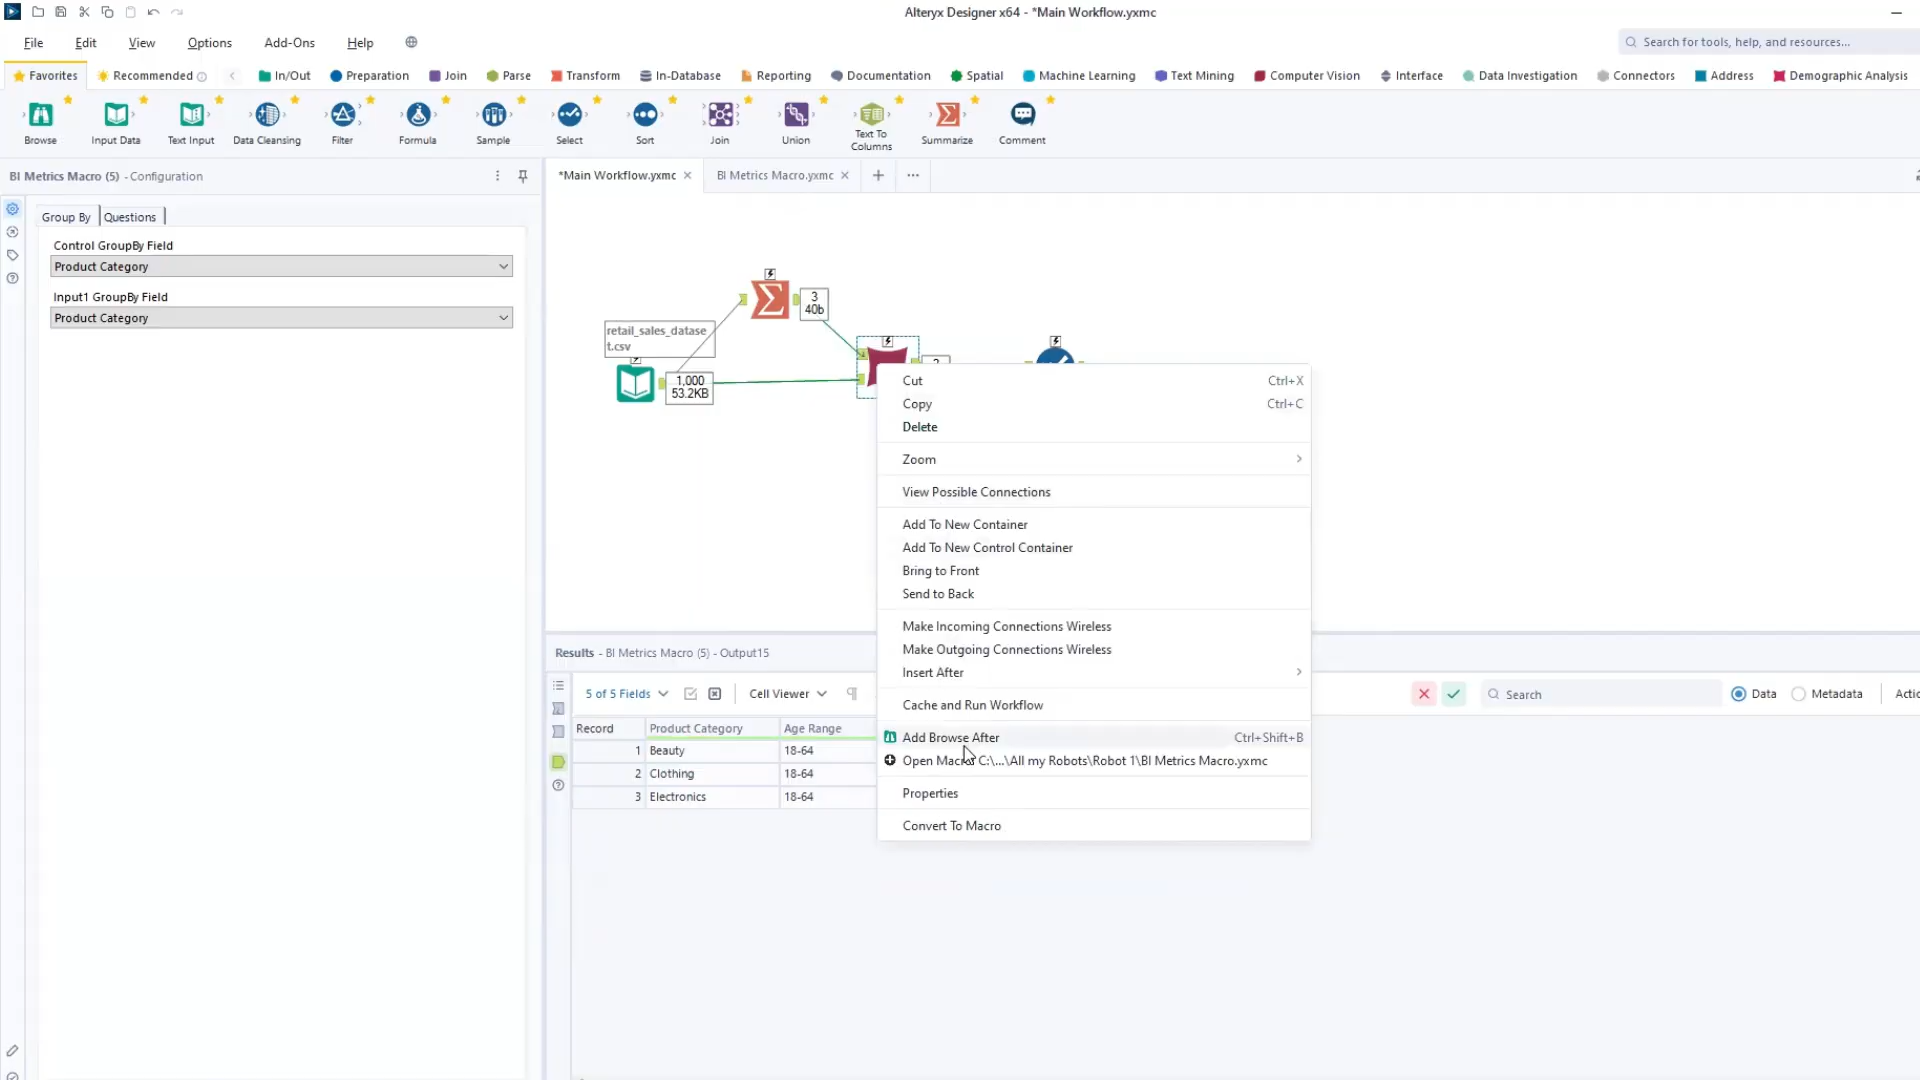 Alteryx Designer x64 - *Main Workflow.yxmc
File Edit View Options Add-Ons Help
Search for tools, help, and resources...
Favorites Recommended In/Out Preparation Join Parse Transform In-Database Reporting Documentation Spatial Machine Learning Text Mining Computer Vision Interface Data Investigation Connectors Address Demographic Analysis
Browse Input Data Text Input Data Cleansing Filter Formula Sample Select Sort Join Union Text To Columns Summarize Comment
BI Metrics Macro (5) - Configuration
*Main Workflow.yxmc BI Metrics Macro.yxmc
Group By Questions
Control GroupBy Field
Product Category
Input1 GroupBy Field
Product Category
3
40b
retail_sales_datase
t.csv
1,000
53.2KB
Cut Ctrl+X
Copy Ctrl+C
Delete
Zoom
View Possible Connections
Add To New Container
Add To New Control Container
Bring to Front
Send to Back
Make Incoming Connections Wireless
Make Outgoing Connections Wireless
Insert After
Cache and Run Workflow
Add Browse After Ctrl+Shift+B
Open Macro: C:\...\All my Robots\Robot 1\BI Metrics Macro.yxmc
Properties
Convert To Macro
Results - BI Metrics Macro (5) - Output15
5 of 5 Fields Cell Viewer
Search Data Metadata Actio
Record Product Category Age Range
1 Beauty 18-64
2 Clothing 18-64
3 Electronics 18-64